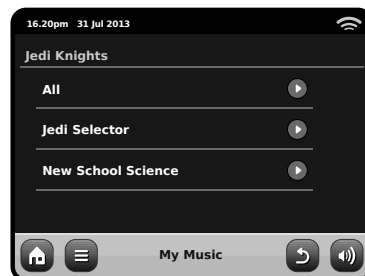 16.20pm 31 Jul 2013
Jedi Knights
All
Jedi Selector
New School Science
My Music